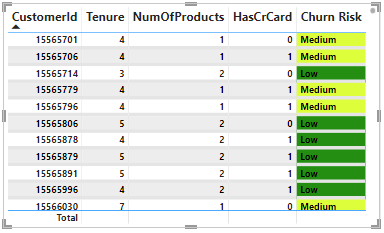 CustomerId Tenure NumOfProducts HasCrCard Churn Risk
15565701 4 1 0 Medium
15565706 4 1 1 Medium
15565714 3 2 0 Low
15565779 4 1 1 Medium
15565796 4 1 1 Medium
15565806 5 2 0 Low
15565878 4 2 1 Low
15565879 5 2 1 Low
15565891 5 2 1 Low
15565996 4 2 1 Low
15566030 7 1 0 Medium
Total